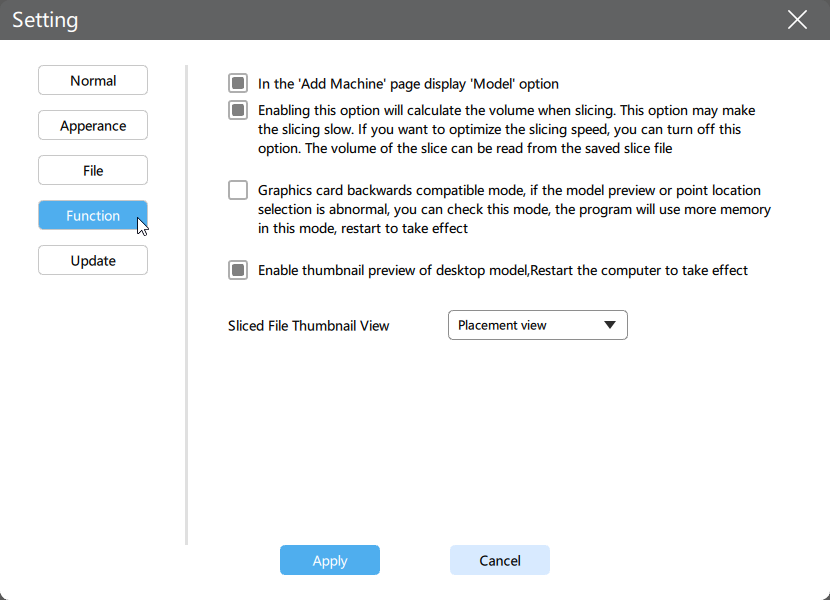 Setting
Normal
Apperance
File
Function
Update
In the 'Add Machine' page display 'Model' option
Enabling this option will calculate the volume when slicing. This option may make
the slicing slow. If you want to optimize the slicing speed, you can turn off this
option. The volume of the slice can be read from the saved slice file
Graphics card backwards compatible mode, if the model preview or point location
selection is abnormal, you can check this mode, the program will use more memory
in this mode, restart to take effect
Enable thumbnail preview of desktop model,Restart the computer to take effect
Sliced File Thumbnail View
Placement view
Apply
Cancel